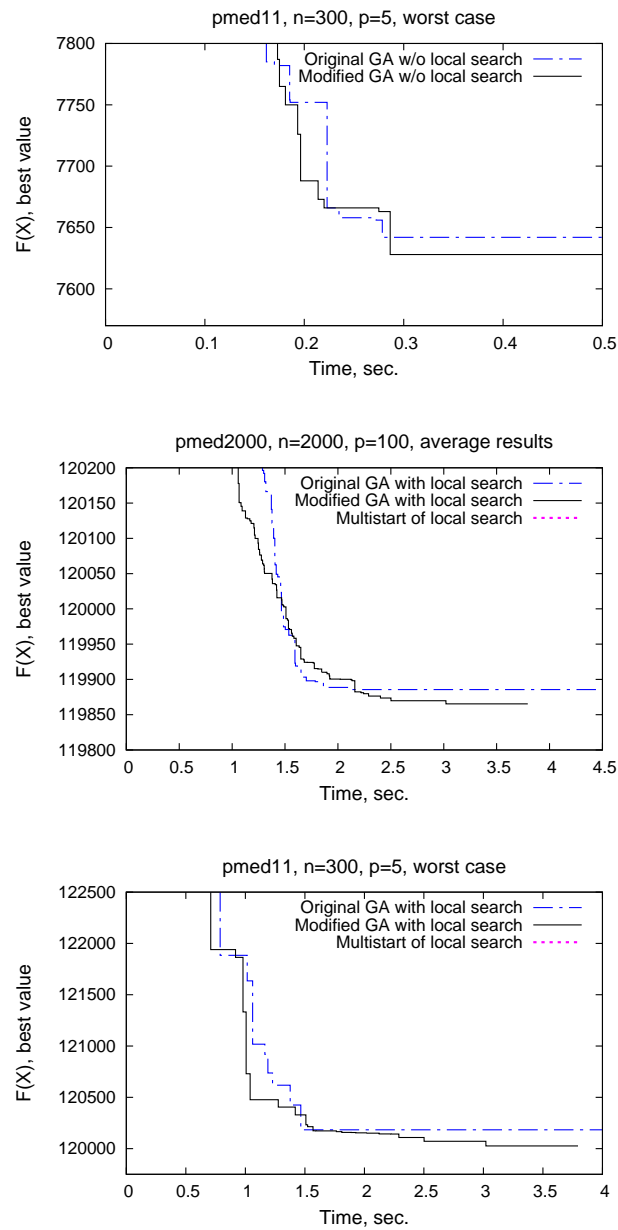 pmed11, n=300, p=5, worst case
7800
7750
7700
7650
7600
F(X), best value
Original GA w/o local search
Modified GA w/o local search
0 0.1 0.2 0.3 0.4 0.5
Time, sec.
pmed2000, n=2000, p=100, average results
120200
120150
120100
120050
120000
119950
119900
119850
119800
F(X), best value
Original GA with local search
Modified GA with local search
Multistart of local search
0 0.5 1 1.5 2 2.5 3 3.5 4 4.5
Time, sec.
pmed11, n=300, p=5, worst case
122500
122000
121500
121000
120500
120000
F(X), best value
Original GA with local search
Modified GA with local search
Multistart of local search
0 0.5 1 1.5 2 2.5 3 3.5 4
Time, sec.